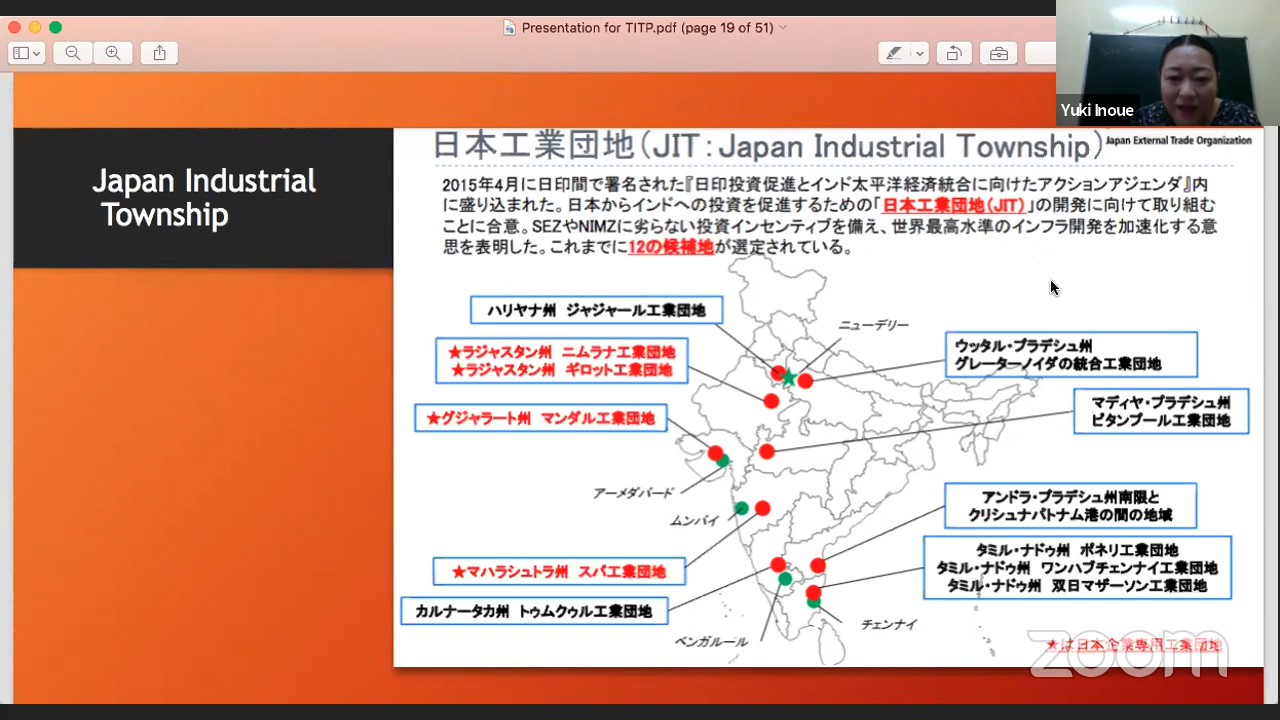 Presentation for TITP.pdf (page 19 of 51)
Yuki Inoue
Japan Industrial
Township
日本工業団地(JIT:Japan Industrial Township)
Japan External Trade Organization
2015年4月に日印間で署名された『日印投資促進とインド太平洋経済統合に向けたアクションアジェンダ』内
に盛り込まれた。日本からインドへの投資を促進するための「日本工業団地(JIT)」の開発に向けて取り組む
ことに合意。SEZやNIMZに劣らない投資インセンティブを備え、世界最高水準のインフラ開発を加速化する意
思を表明した。これまでに12の候補地が選定されている。
ハリヤナ州 ジャジャール工業団地
ニューデリー
★ラジャスタン州 ニムラナ工業団地
★ラジャスタン州 ギロット工業団地
ウッタル・プラデシュ州
グレーターノイダの統合工業団地
★グジャラート州 マンダル工業団地
マディヤ・プラデシュ州
ピタンプール工業団地
アーメダバード
ムンバイ
アンドラ・プラデシュ州南限と
クリシュナパトナム港の間の地域
★マハラシュトラ州 スパ工業団地
タミル・ナドゥ州 ポネリ工業団地
タミル・ナドゥ州 ワンハブチェンナイ工業団地
タミル・ナドゥ州 双日マザーソン工業団地
カルナータカ州 トゥムクゥル工業団地
ベンガルール
チェンナイ
★は日本企業専用工業団地
zoom